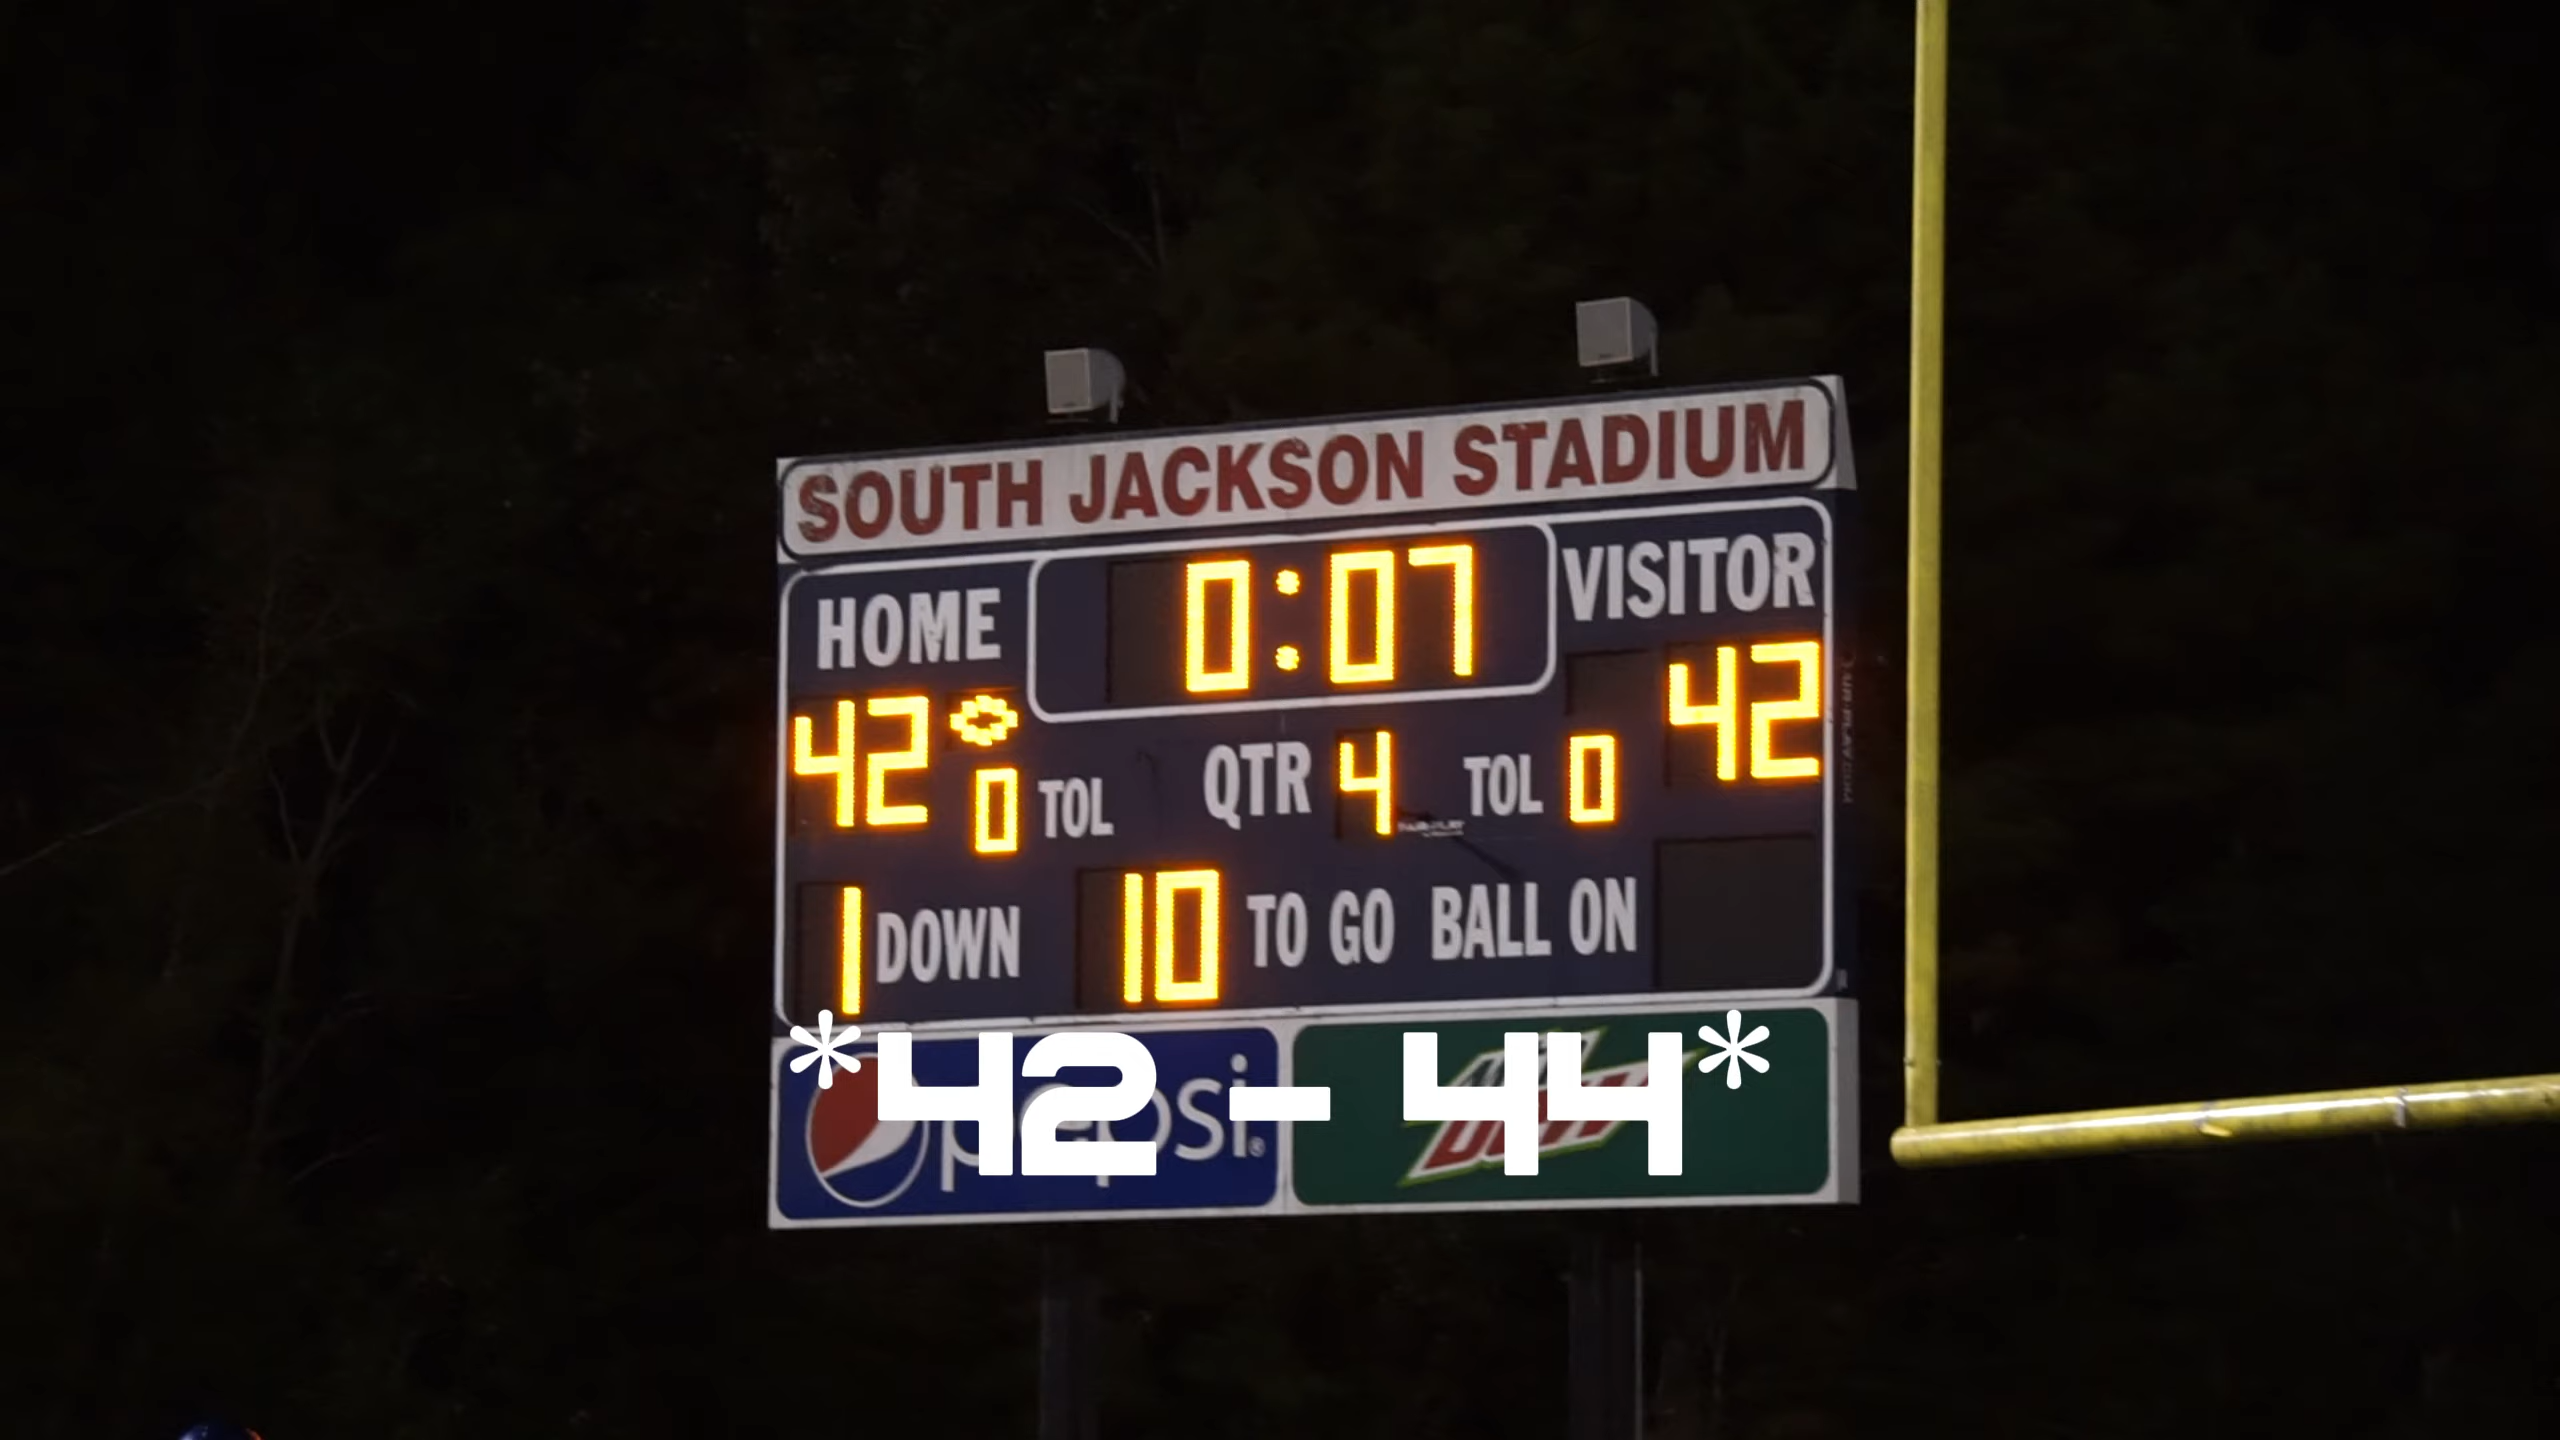 SOUTH JACKSON STADIUM
HOME 0:07 VISITOR
42 42
0 TOL QTR 4 TOL 0
1 DOWN 10 TO GO BALL ON
*42 - 44*
pepsi